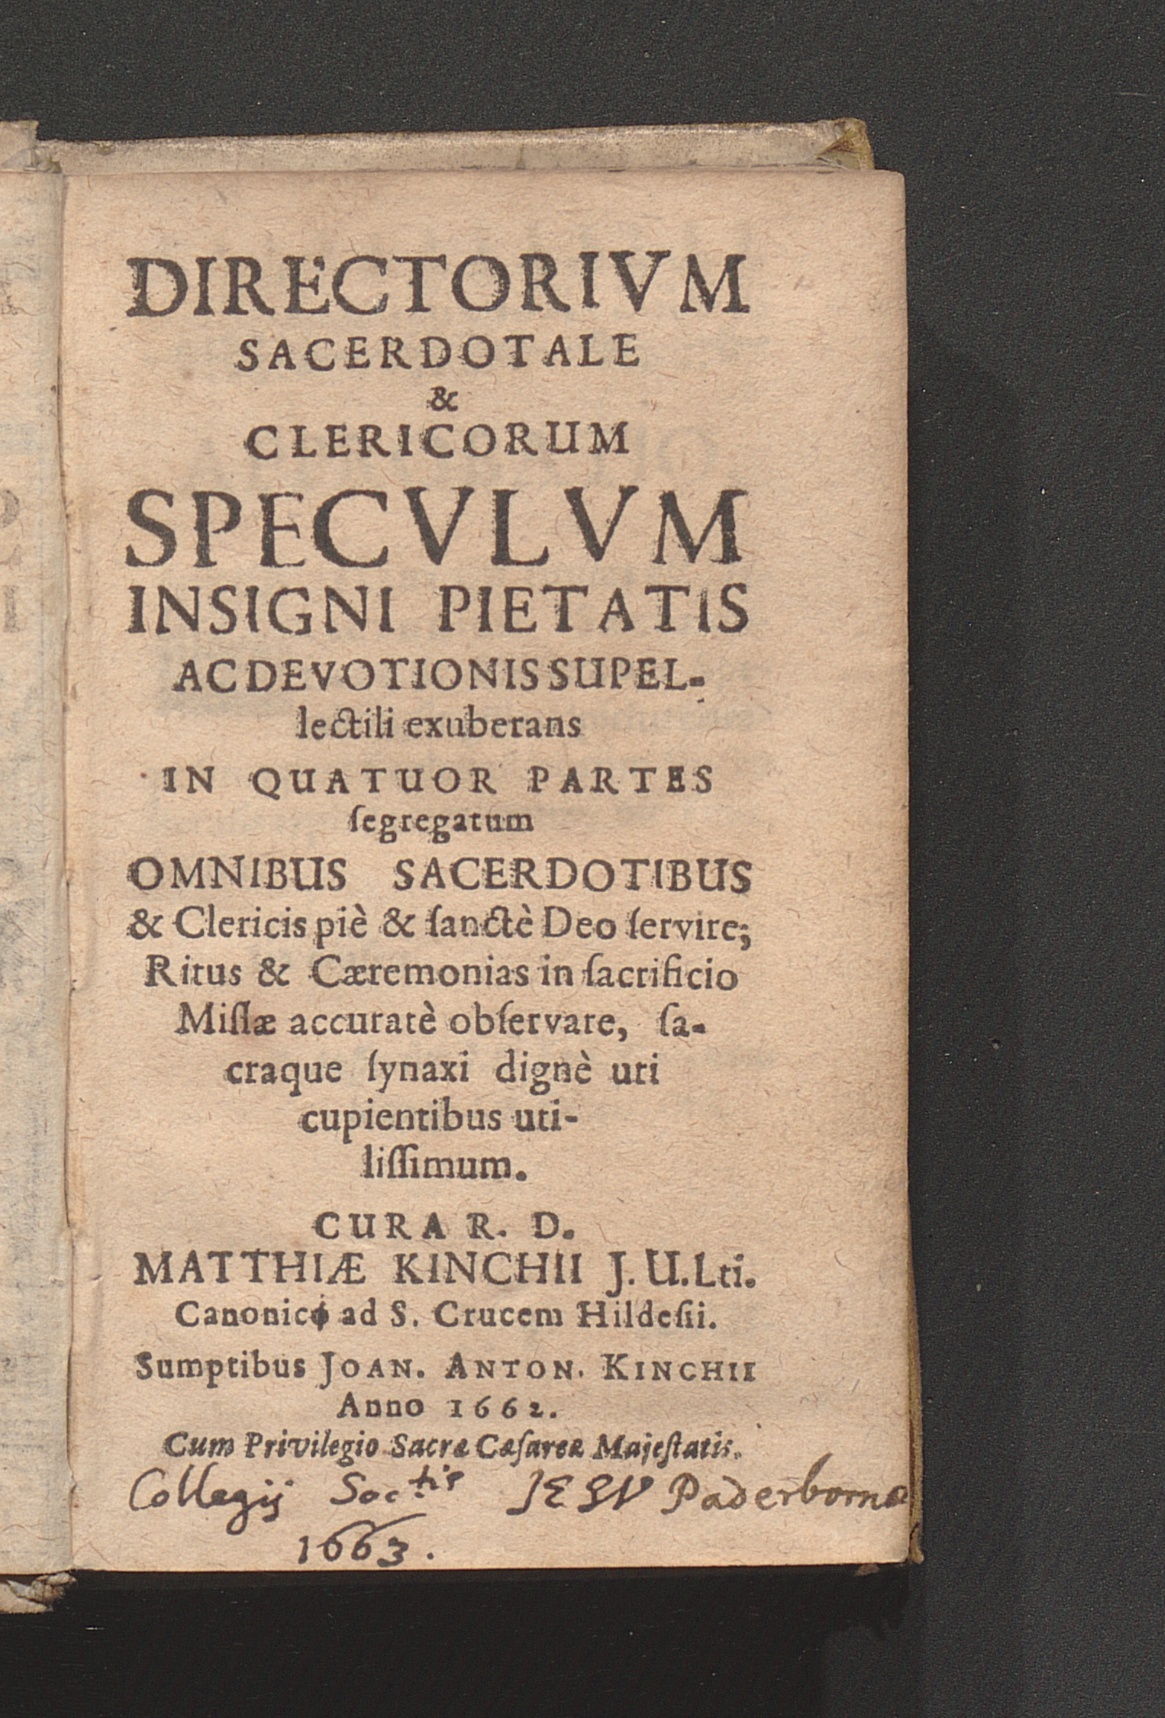 DIRECTORIVM
SACERDOTALE
&
CLERICORUM
SPECVLVM
INSIGNI PIETATIS
AC DEVOTIONIS SUPEL-
lectili exuberans
IN QUATUOR PARTES
ſegregatum
OMNIBUS SACERDOTIBUS
& Clericis piè & ſanctè Deo ſervire;
Ritus & Cæremonias in ſacrificio
Miſſæ accuratè obſervare, ſa-
craque ſynaxi dignè uti
cupientibus uti-
liſſimum.
CURA R. D.
MATTHIÆ KINCHII J. U. Lti.
Canonici ad S. Crucem Hildeſii.
Sumptibus JOAN. ANTON. KINCHII
Anno 1662.
Cum Privilegio Sacræ Cæſareæ Majeſtatis.
Collegij Soc.tis JESV Paderbornæ
1663.